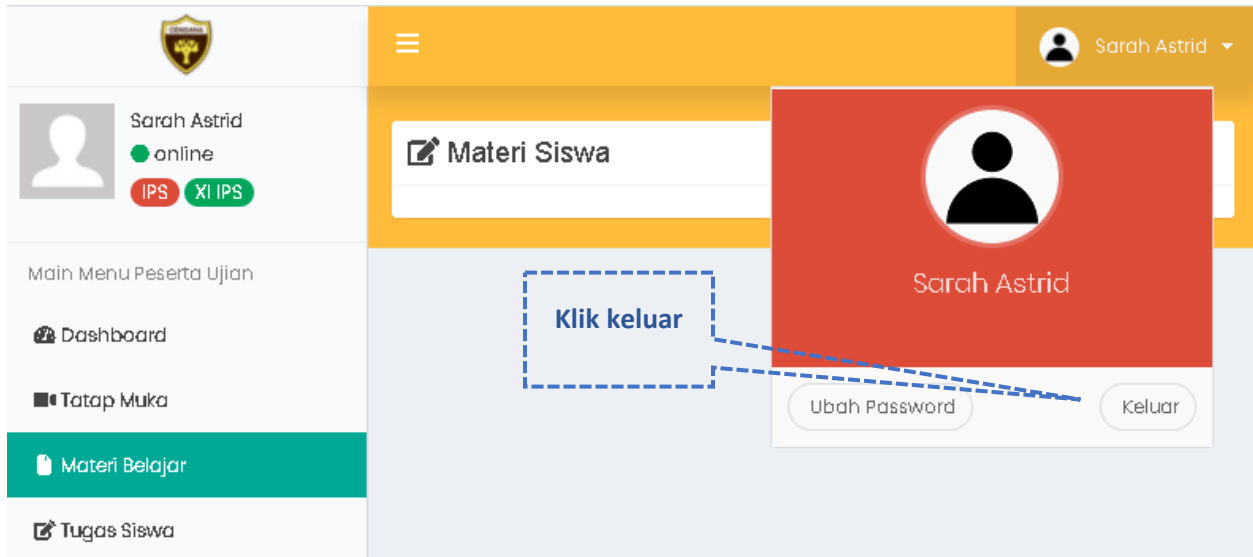 CENDANA
Sarah Astrid
Sarah Astrid
online
IPS XI IPS
Materi Siswa
Main Menu Peserta Ujian
Dashboard
Tatap Muka
Materi Belajar
Tugas Siswa
Klik keluar
Sarah Astrid
Ubah Password
Keluar